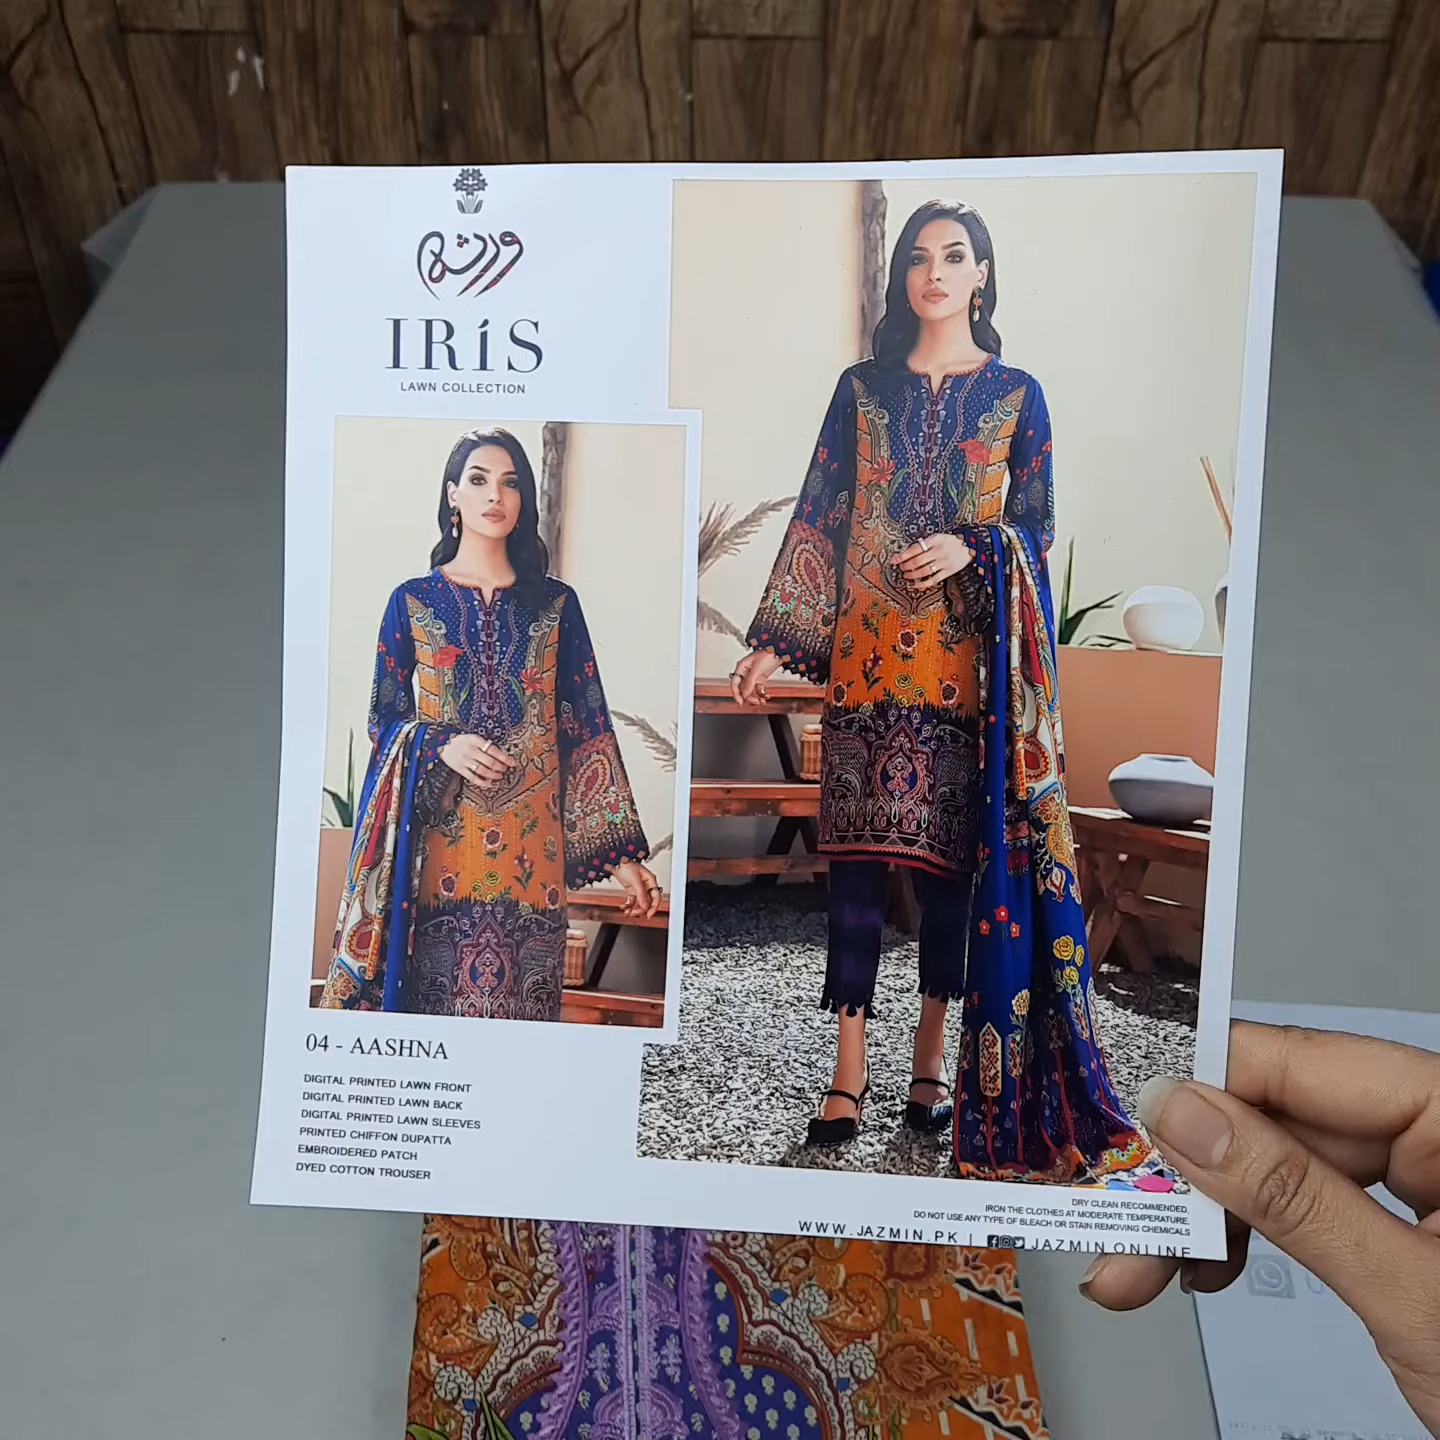 ورشہ
IRíS
LAWN COLLECTION
04 - AASHNA
DIGITAL PRINTED LAWN FRONT
DIGITAL PRINTED LAWN BACK
DIGITAL PRINTED LAWN SLEEVES
PRINTED CHIFFON DUPATTA
EMBROIDERED PATCH
DYED COTTON TROUSER
DRY CLEAN RECOMMENDED.
IRON THE CLOTHES AT MODERATE TEMPERATURE.
DO NOT USE ANY TYPE OF BLEACH OR STAIN REMOVING CHEMICALS
WWW.JAZMIN.PK | JAZMIN.ONLINE